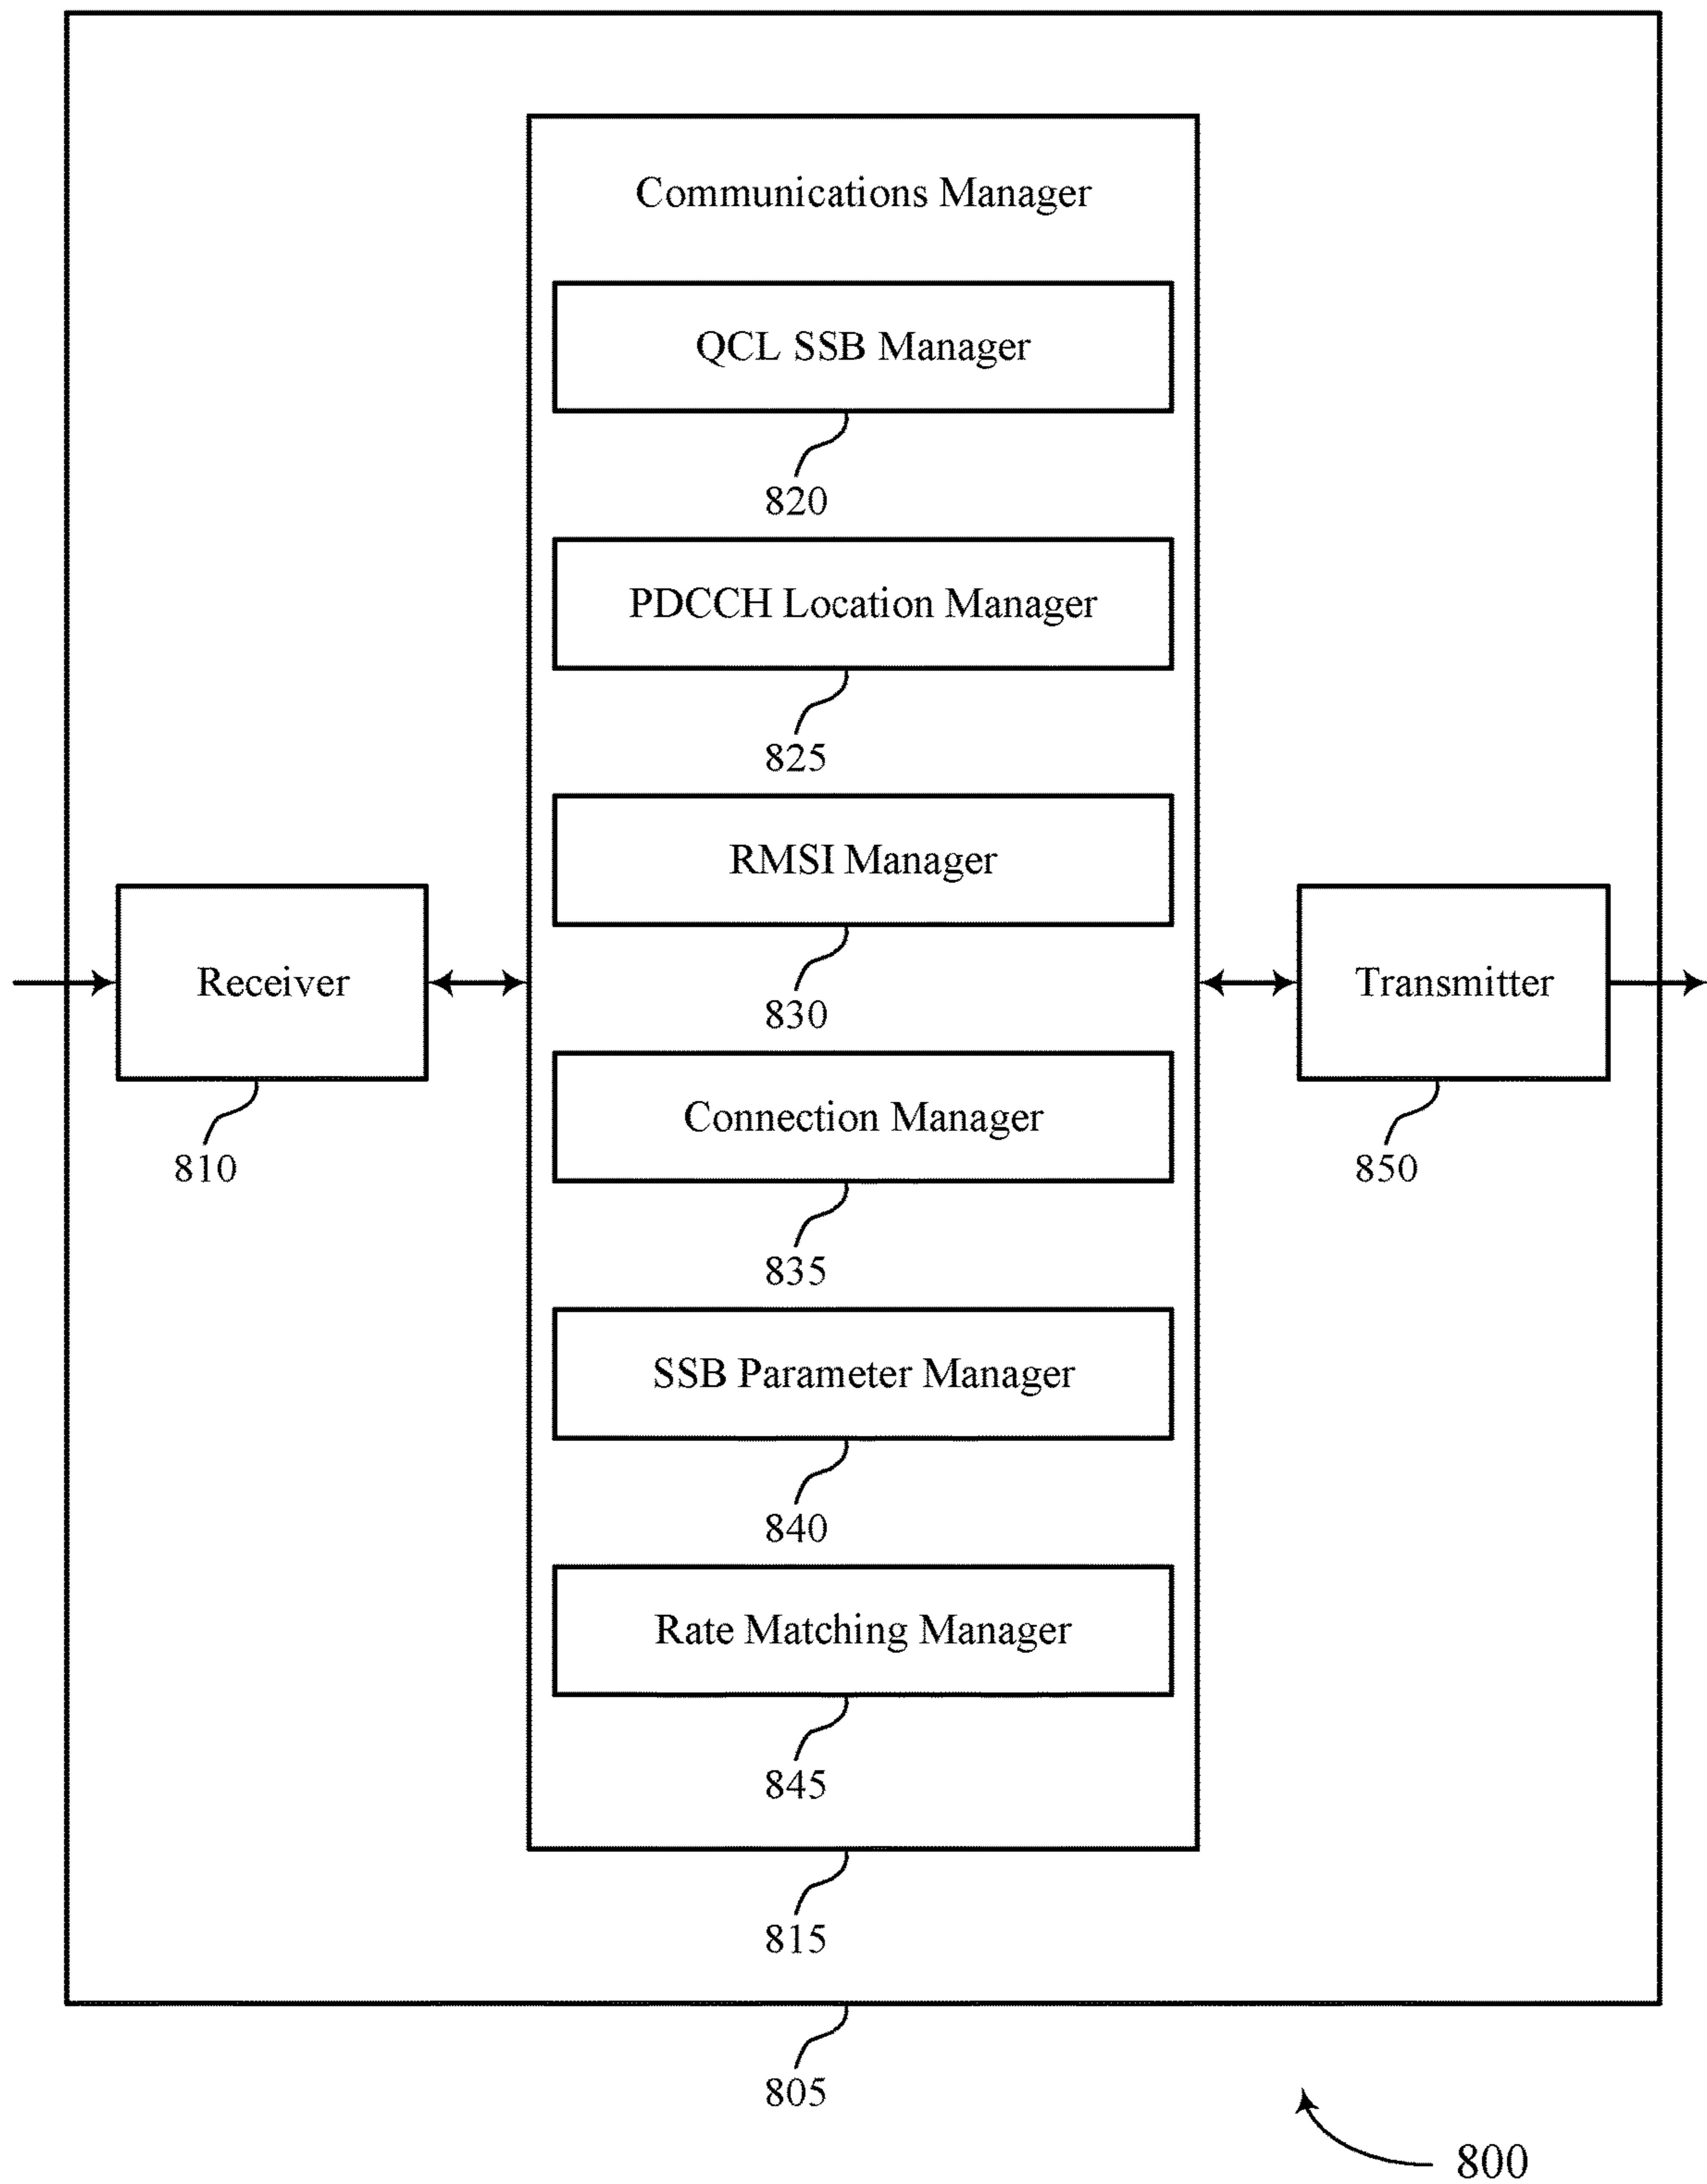 Communications Manager
QCL SSB Manager
820
PDCCH Location Manager
825
RMSI Manager
830
Receiver
810
Transmitter
850
Connection Manager
835
SSB Parameter Manager
840
Rate Matching Manager
845
815
805
800